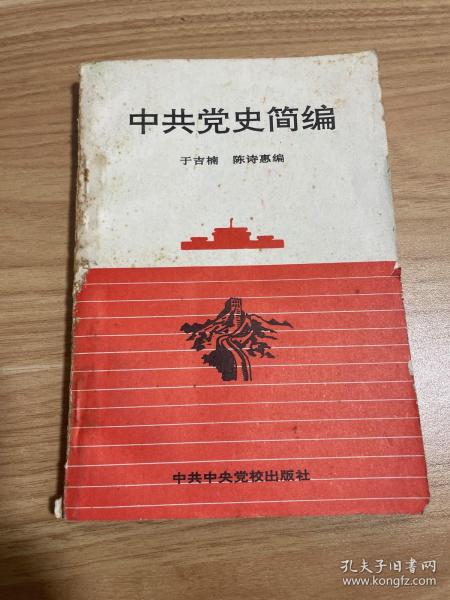 中共党史简编
于吉楠 陈诗惠编
中共中央党校出版社
孔夫子旧书网
www.kongfz.com